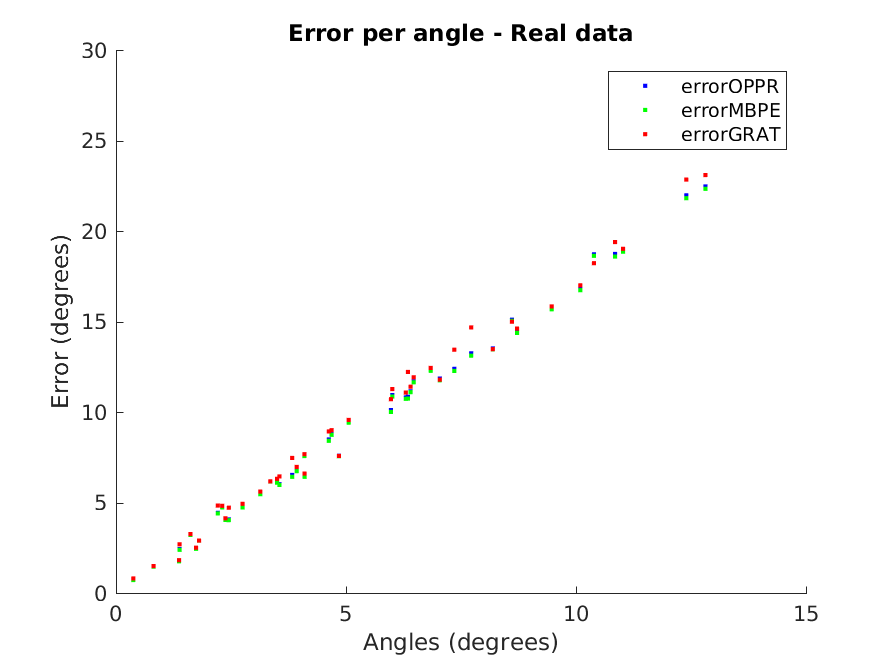 Error per angle - Real data
30
25
20
15
10
5
0
0 5 10 15
Error (degrees)
Angles (degrees)
errorOPPR
errorMBPE
errorGRAT